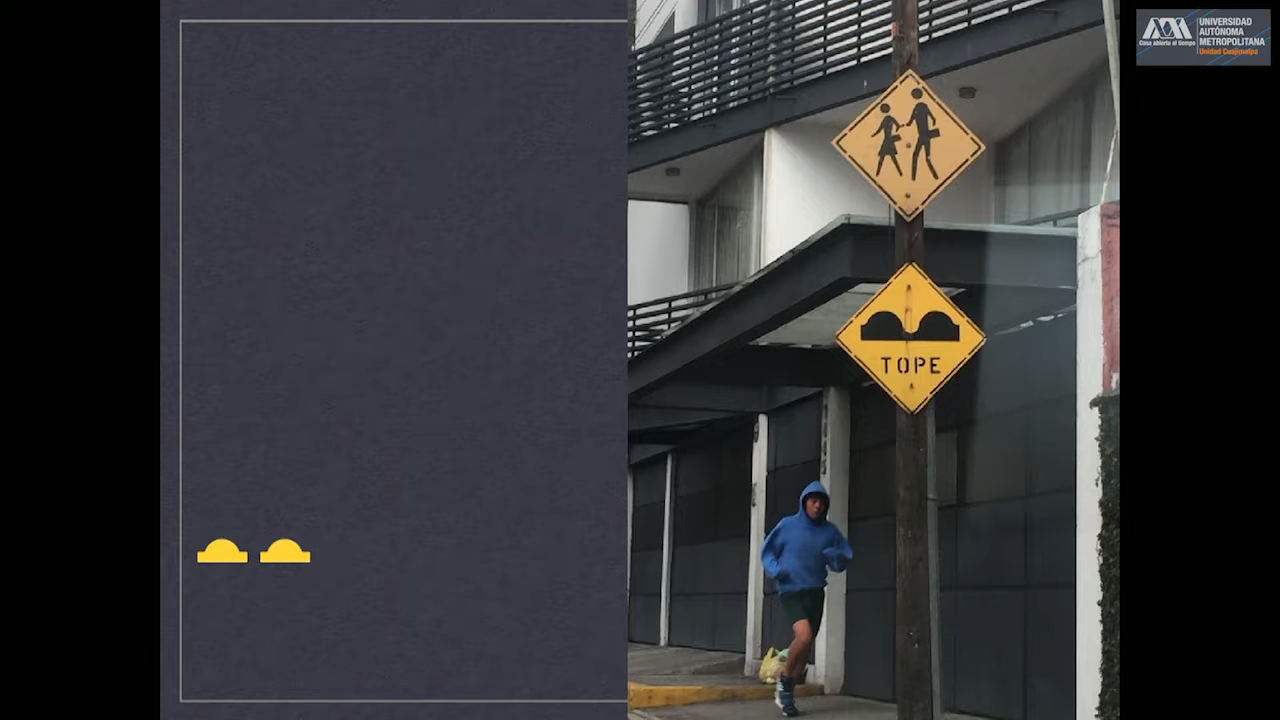 UNIVERSIDAD
AUTÓNOMA
METROPOLITANA
Casa abierta al tiempo
Unidad Cuajimalpa
TOPE